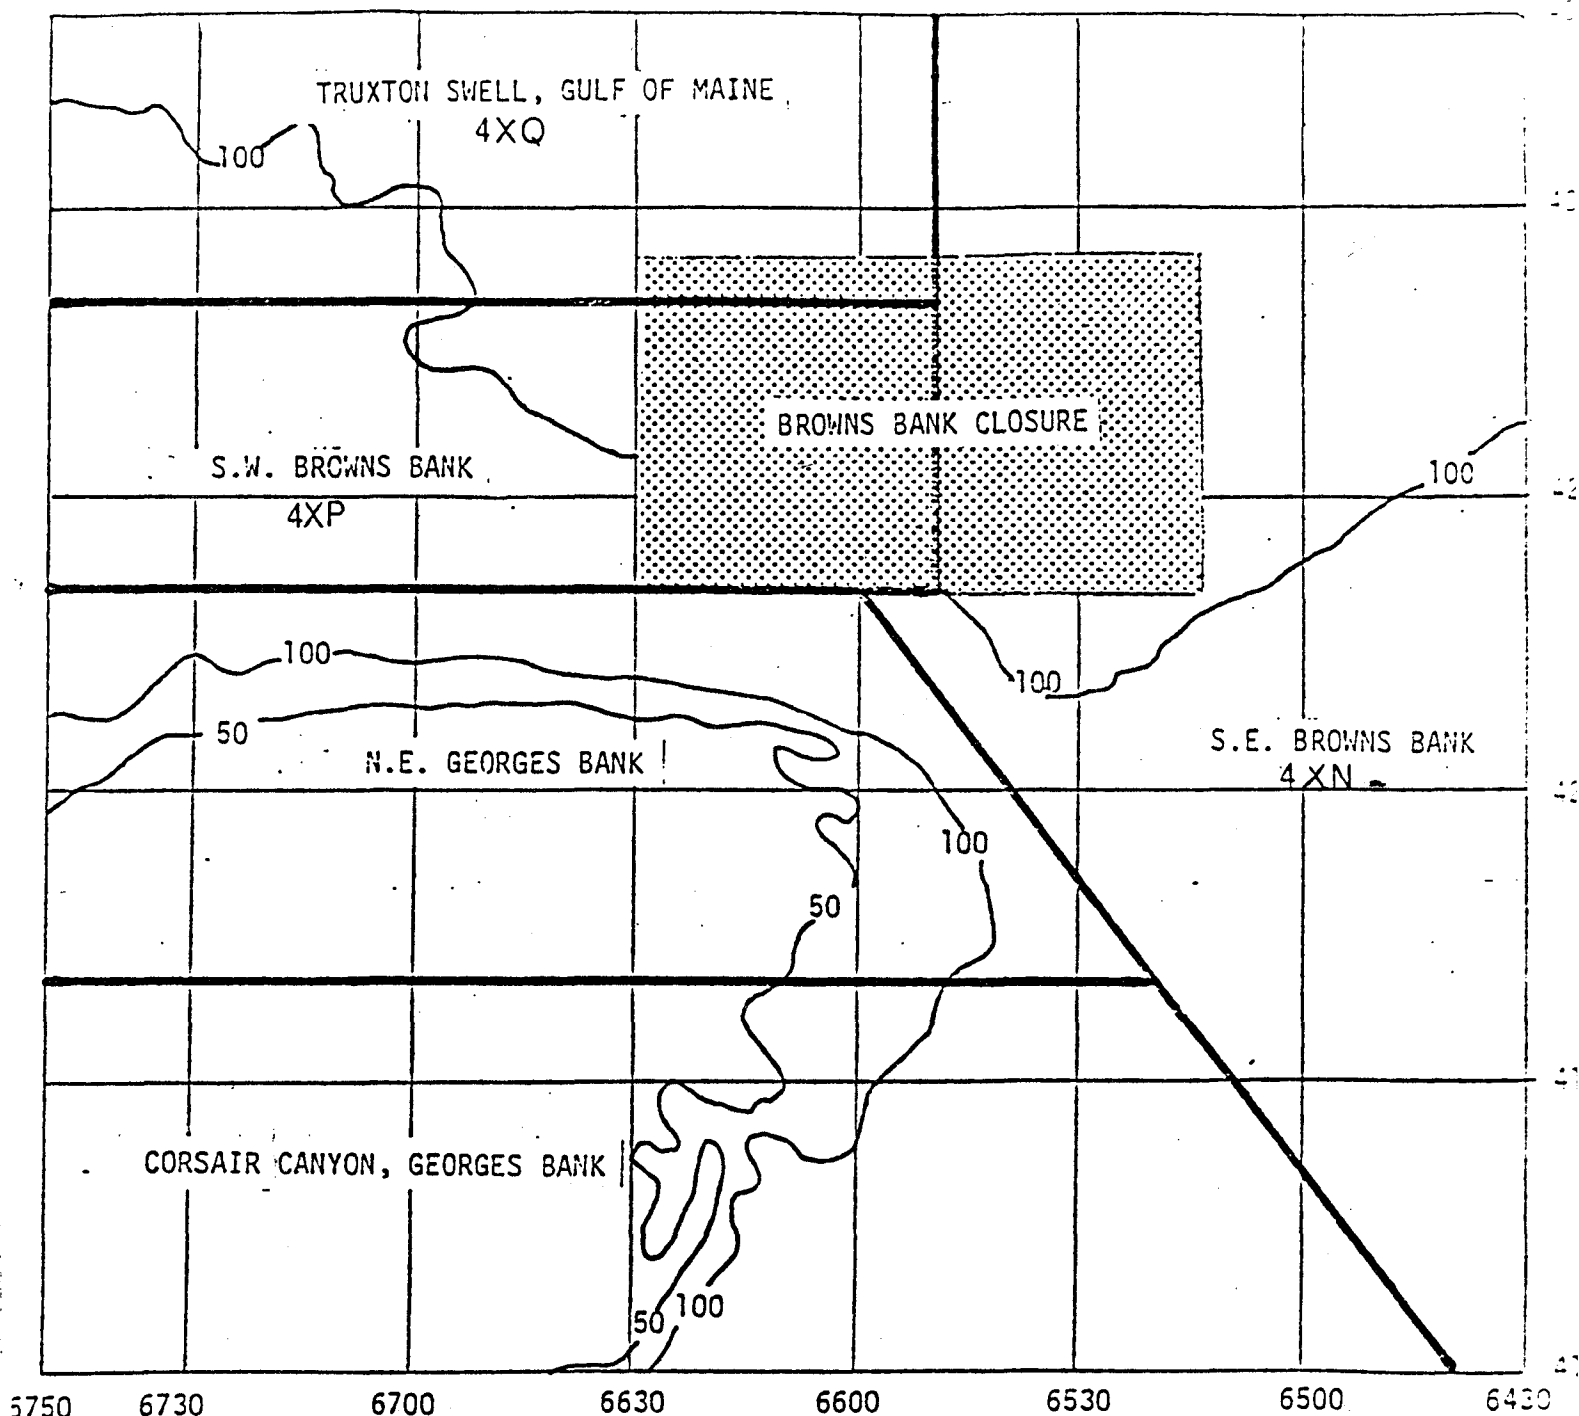 TRUXTON SWELL, GULF OF MAINE
4XQ
100
BROWNS BANK CLOSURE
S.W. BROWNS BANK
4XP
100
100
100
50
S.E. BROWNS BANK
4XN
N.E. GEORGES BANK
100
50
CORSAIR CANYON, GEORGES BANK
50
100
6730 6700 6630 6600 6530 6500